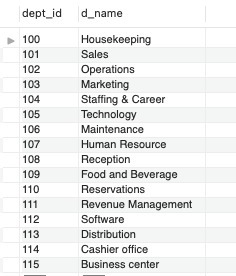 dept_id d_name
100 Housekeeping
101 Sales
102 Operations
103 Marketing
104 Staffing & Career
105 Technology
106 Maintenance
107 Human Resource
108 Reception
109 Food and Beverage
110 Reservations
111 Revenue Management
112 Software
113 Distribution
114 Cashier office
115 Business center